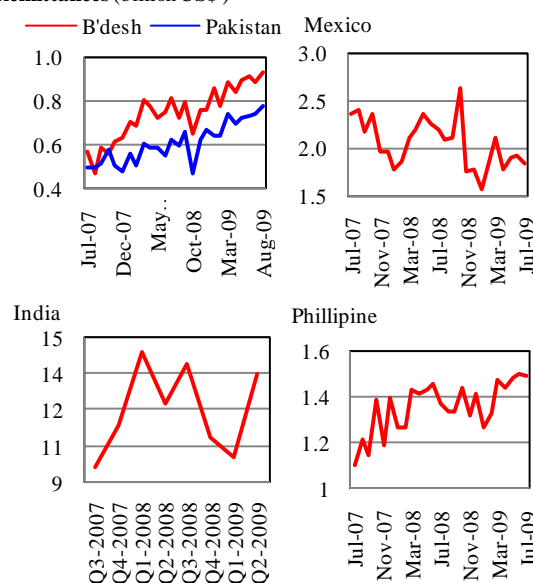 Remittances (billion US$ )
B'desh Pakistan
1.0
0.8
0.6
0.4
Jul-07 Dec-07 May.. Oct-08 Mar-09 Aug-09
Mexico
3.0
2.5
2.0
1.5
Jul-07 Nov-07 Mar-08 Jul-08 Nov-08 Mar-09 Jul-09
India
15
14
12
11
9
Q3-2007 Q4-2007 Q1-2008 Q2-2008 Q3-2008 Q4-2008 Q1-2009 Q2-2009
Phillipine
1.6
1.4
1.2
1
Jul-07 Nov-07 Mar-08 Jul-08 Nov-08 Mar-09 Jul-09